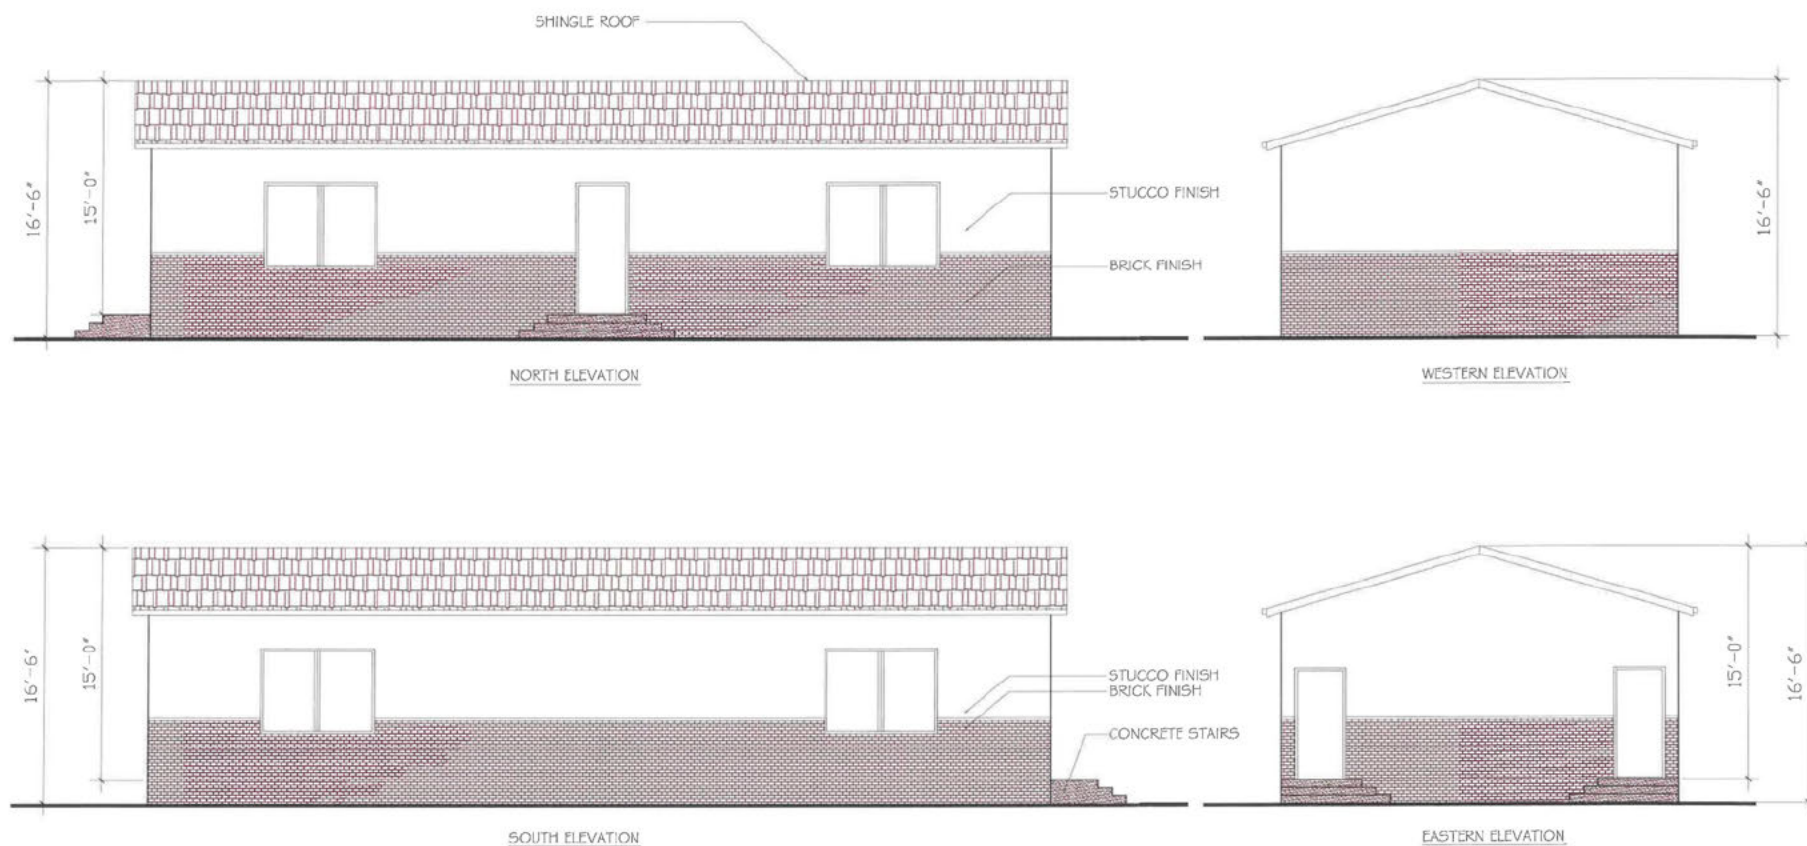 SHINGLE ROOF
16'-6"
15'-0"
STUCCO FINISH
BRICK FINISH
16'-6"
NORTH ELEVATION
WESTERN ELEVATION
16'-6"
15'-0"
STUCCO FINISH
BRICK FINISH
CONCRETE STAIRS
15'-0"
16'-6"
SOUTH ELEVATION
EASTERN ELEVATION